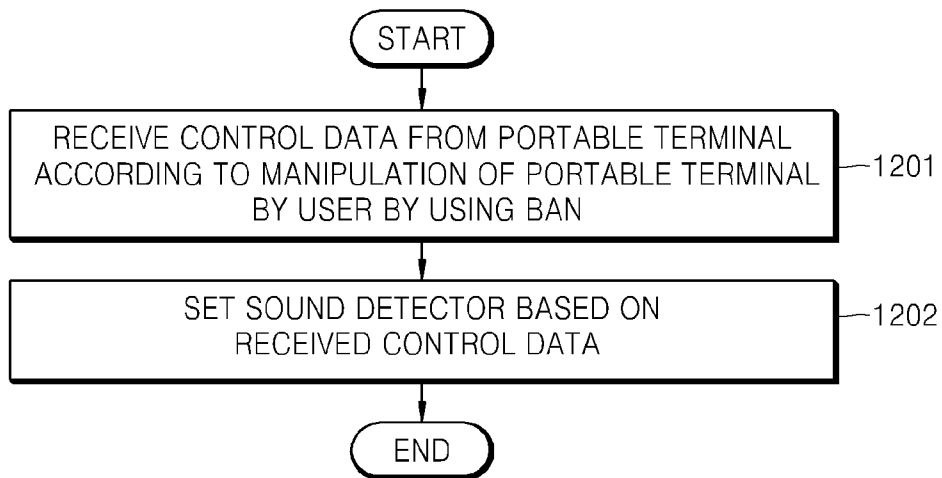 START
RECEIVE CONTROL DATA FROM PORTABLE TERMINAL
ACCORDING TO MANIPULATION OF PORTABLE TERMINAL
BY USER BY USING BAN
1201
SET SOUND DETECTOR BASED ON
RECEIVED CONTROL DATA
1202
END